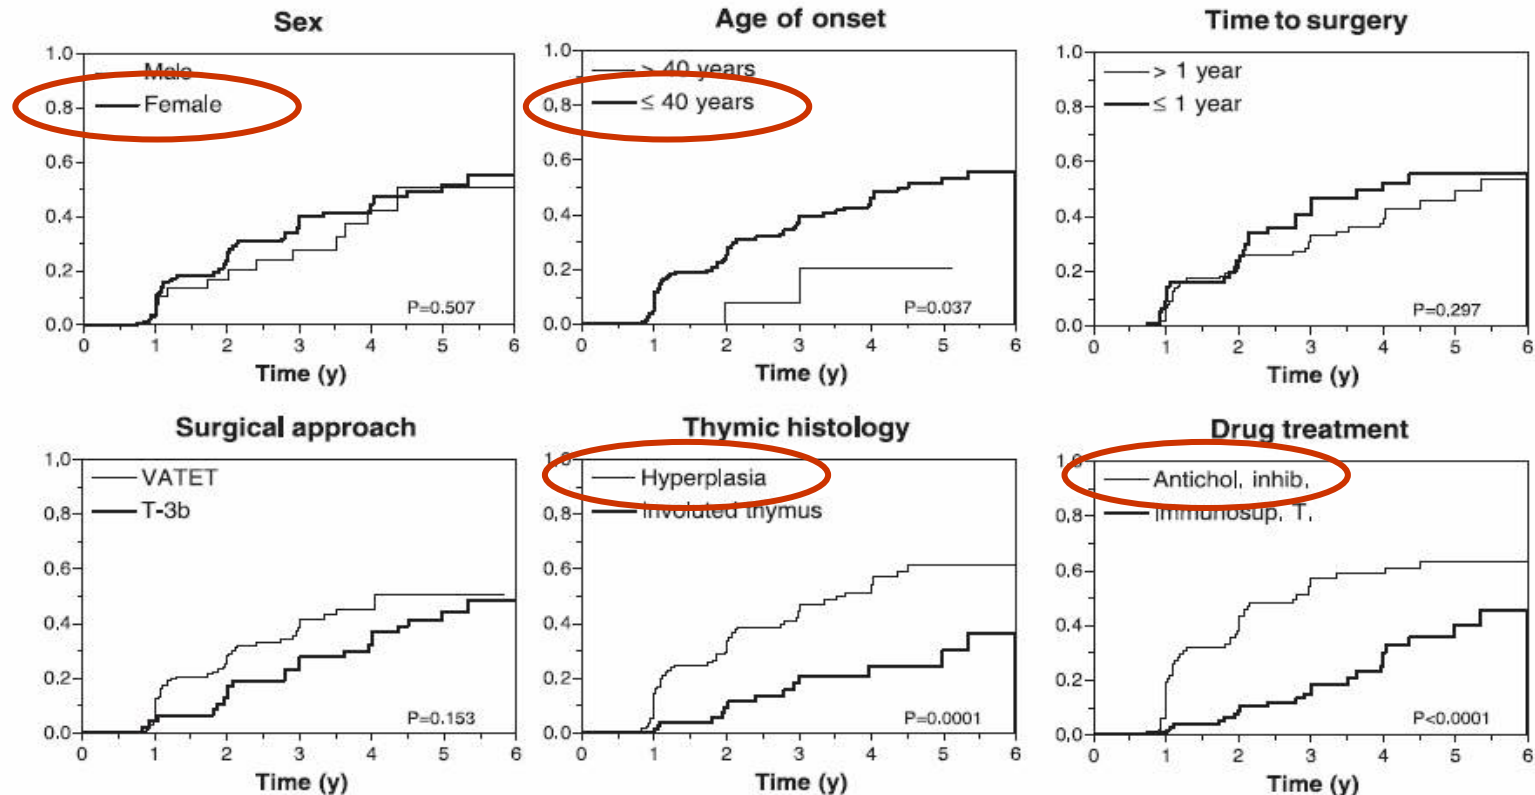 Sex
1.0
0.8
0.6
0.4
0.2
0.0
Male
Female
P=0.507
0 1 2 3 4 5 6
Time (y)
Age of onset
1.0
0.8
0.6
0.4
0.2
0.0
> 40 years
≤ 40 years
P=0.037
0 1 2 3 4 5 6
Time (y)
Time to surgery
1.0
0.8
0.6
0.4
0.2
0.0
> 1 year
≤ 1 year
P=0.297
0 1 2 3 4 5 6
Time (y)
Surgical approach
1.0
0.8
0.6
0.4
0.2
0.0
VATET
T-3b
P=0.153
0 1 2 3 4 5 6
Time (y)
Thymic histology
1.0
0.8
0.6
0.4
0.2
0.0
Hyperplasia
Involuted thymus
P=0.0001
0 1 2 3 4 5 6
Time (y)
Drug treatment
1.0
0.8
0.6
0.4
0.2
0.0
Antichol. inhib.
Immunosup. T.
P<0.0001
0 1 2 3 4 5 6
Time (y)